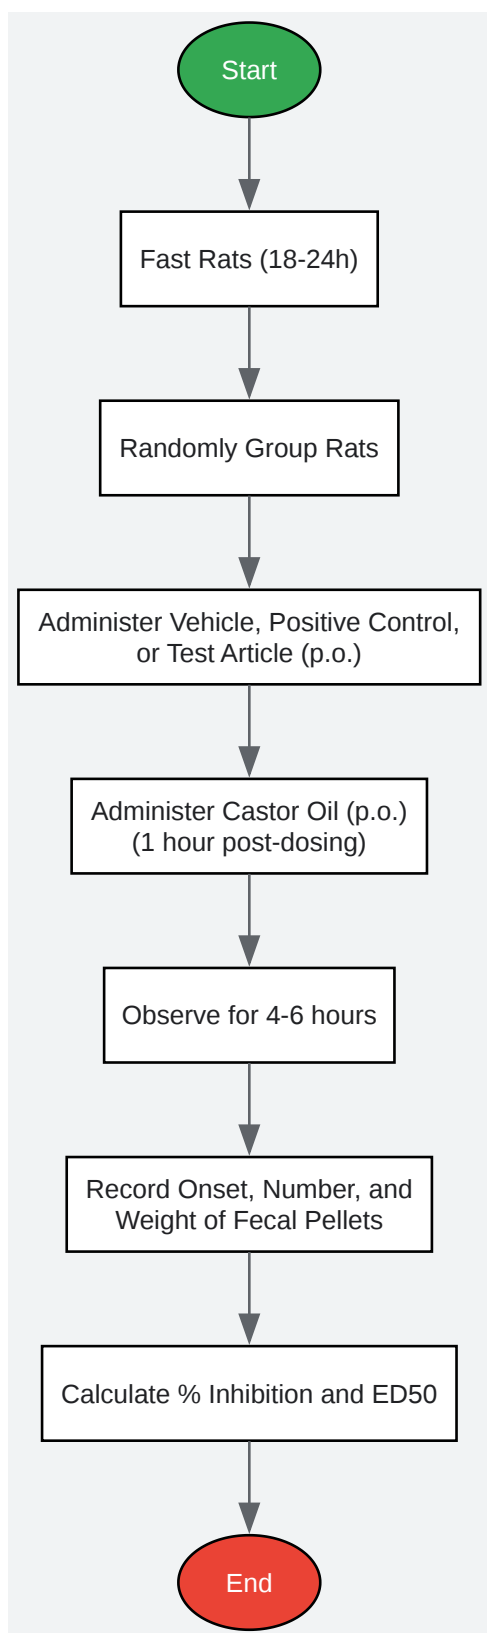 Start
Fast Rats (18-24h)
Randomly Group Rats
Administer Vehicle, Positive Control,
or Test Article (p.o.)
Administer Castor Oil (p.o.)
(1 hour post-dosing)
Observe for 4-6 hours
Record Onset, Number, and
Weight of Fecal Pellets
Calculate % Inhibition and ED50
End